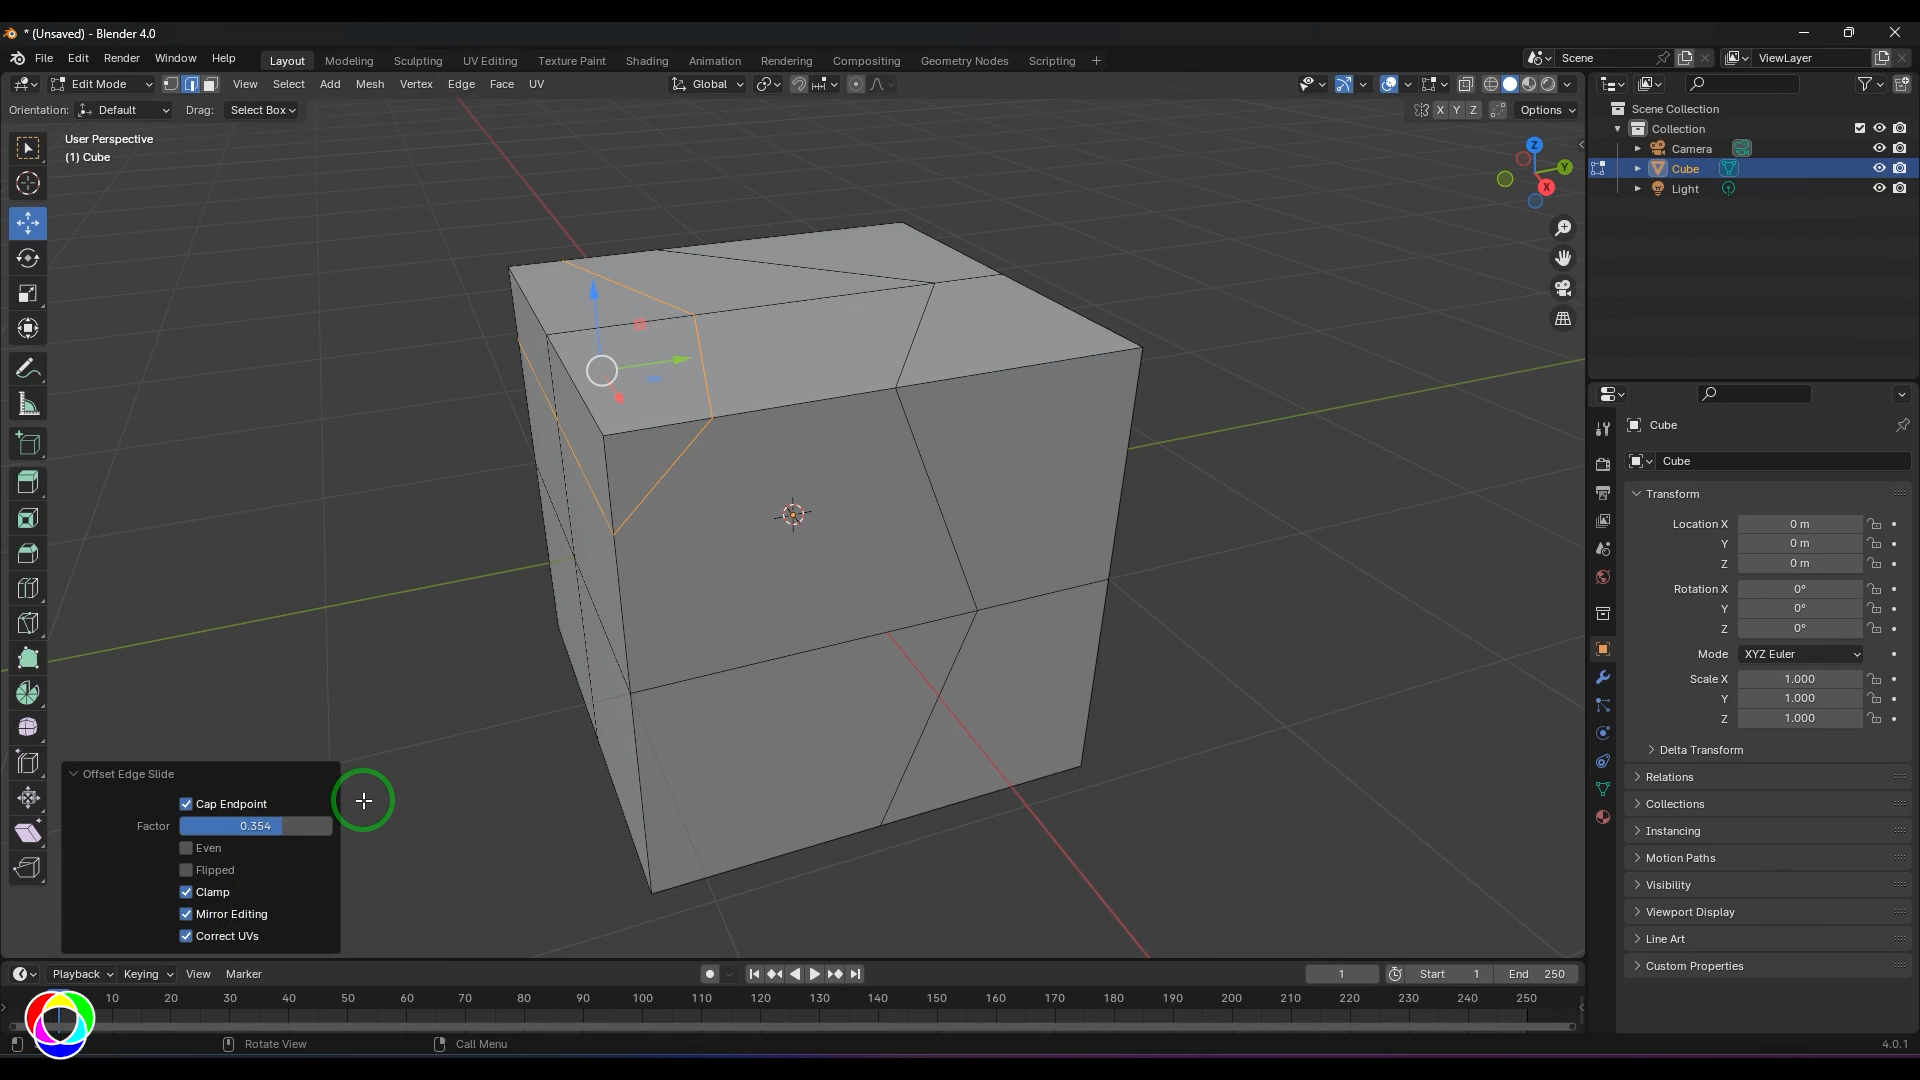 * (Unsaved) - Blender 4.0
File Edit Render Window Help Layout Modeling Sculpting UV Editing Texture Paint Shading Animation Rendering Compositing Geometry Nodes Scripting + Scene ViewLayer
Edit Mode View Select Add Mesh Vertex Edge Face UV Global
Orientation: Default Drag: Select Box X Y Z Options
User Perspective
(1) Cube
Z
Y
X
Scene Collection
Collection
Camera
Cube
Light
Cube
Cube
Transform
Location X 0 m
Y 0 m
Z 0 m
Rotation X 0°
Y 0°
Z 0°
Mode XYZ Euler
Scale X 1.000
Y 1.000
Z 1.000
Delta Transform
Relations
Collections
Instancing
Motion Paths
Visibility
Viewport Display
Line Art
Custom Properties
Offset Edge Slide
Cap Endpoint
Factor 0.354
Even
Flipped
Clamp
Mirror Editing
Correct UVs
Playback Keying View Marker 1 Start 1 End 250
10 20 30 40 50 60 70 80 90 100 110 120 130 140 150 160 170 180 190 200 210 220 230 240 250
Rotate View Call Menu 4.0.1